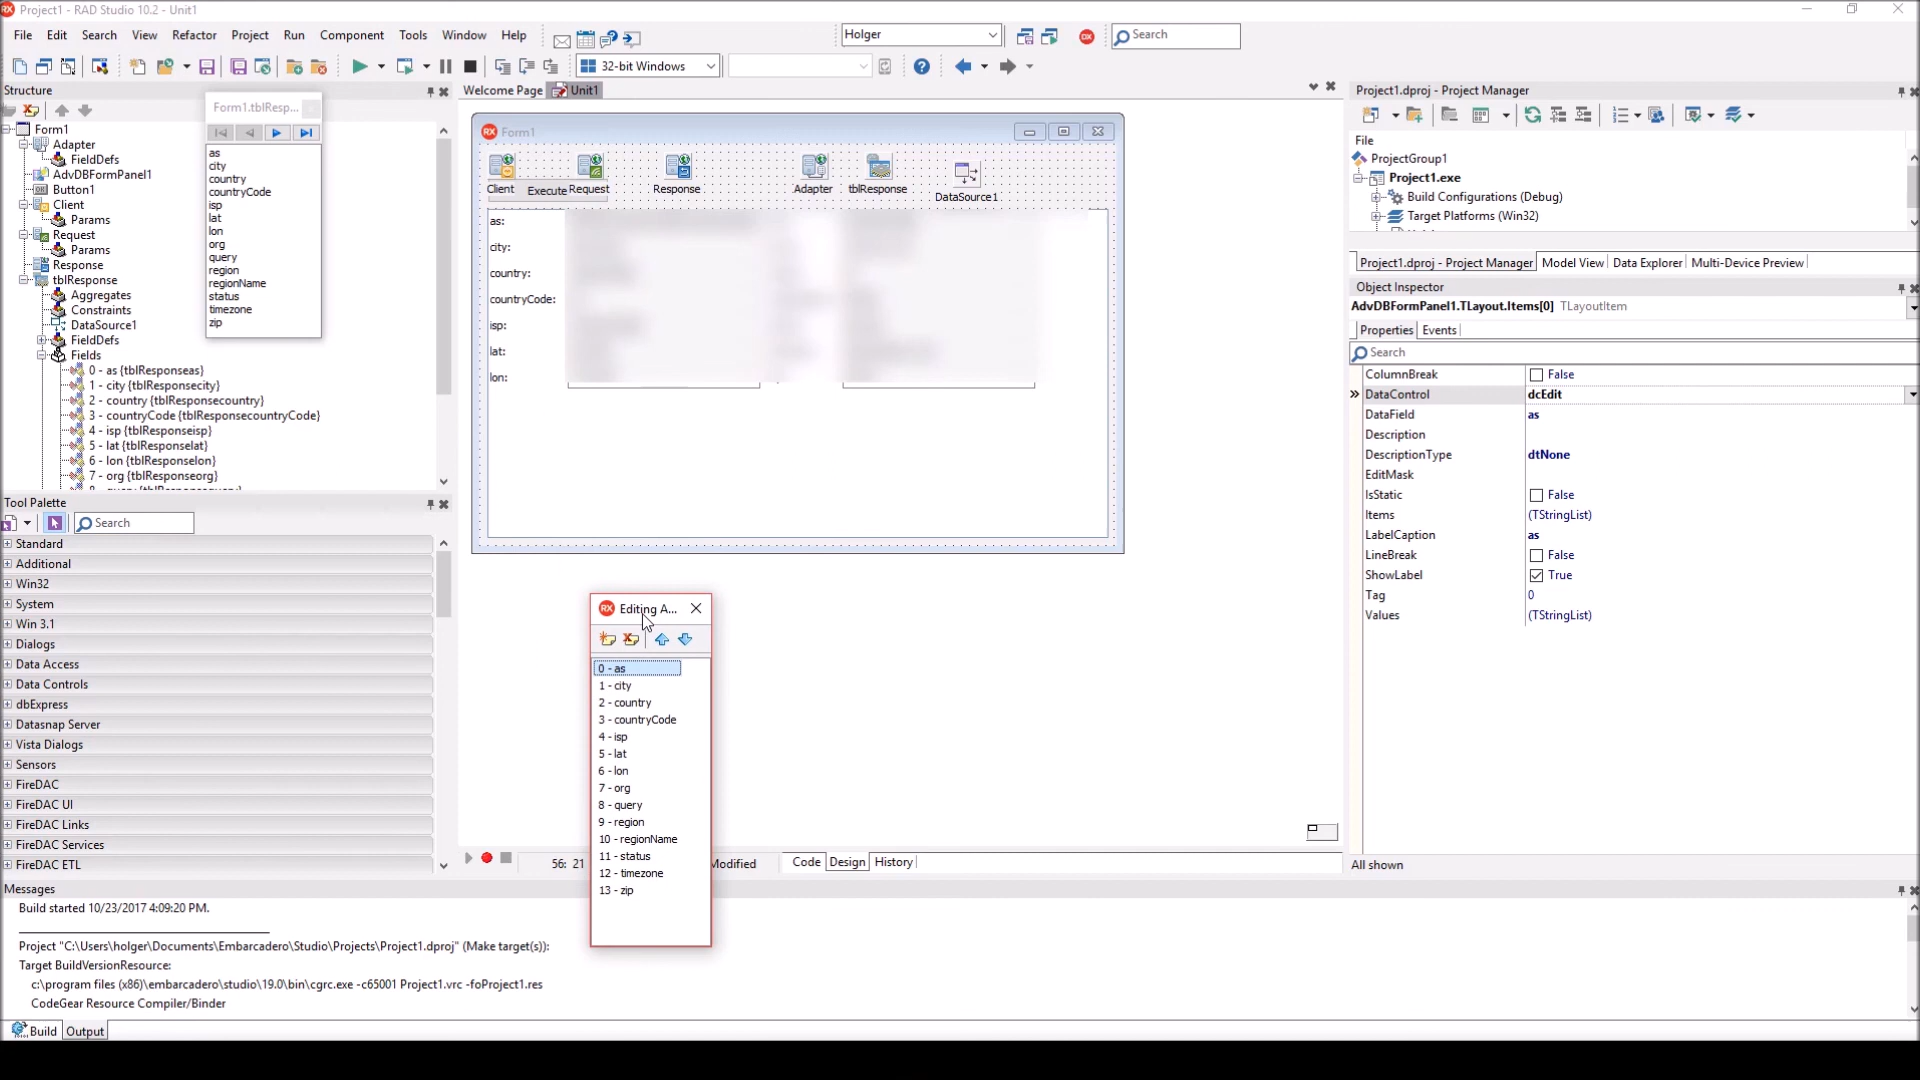 Project1 - RAD Studio 10.2 - Unit1
File Edit Search View Refactor Project Run Component Tools Window Help
Holger
Search
32-bit Windows
Structure
Form1
Adapter
FieldDefs
AdvDBFormPanel1
Button1
Client
Params
Request
Params
Response
tblResponse
Aggregates
Constraints
DataSource1
FieldDefs
Fields
0 - as {tblResponseas}
1 - city {tblResponsecity}
2 - country {tblResponsecountry}
3 - countryCode {tblResponsecountryCode}
4 - isp {tblResponseisp}
5 - lat {tblResponselat}
6 - lon {tblResponselon}
7 - org {tblResponseorg}
8 - query {tblResponsequery}
Form1.tblResp...
as
city
country
countryCode
isp
lat
lon
org
query
region
regionName
status
timezone
zip
Tool Palette
Search
Standard
Additional
Win32
System
Win 3.1
Dialogs
Data Access
Data Controls
dbExpress
Datasnap Server
Vista Dialogs
Sensors
FireDAC
FireDAC UI
FireDAC Links
FireDAC Services
FireDAC ETL
Welcome Page Unit1
Form1
Client Execute Request Response Adapter tblResponse DataSource1
as:
city:
country:
countryCode:
isp:
lat:
lon:
Editing A...
0 - as
1 - city
2 - country
3 - countryCode
4 - isp
5 - lat
6 - lon
7 - org
8 - query
9 - region
10 - regionName
11 - status
12 - timezone
13 - zip
56: 21 Modified Code Design History
Project1.dproj - Project Manager
File
ProjectGroup1
Project1.exe
Build Configurations (Debug)
Target Platforms (Win32)
Project1.dproj - Project Manager Model View Data Explorer Multi-Device Preview
Object Inspector
AdvDBFormPanel1.TLayout.Items[0] TLayoutItem
Properties Events
Search
ColumnBreak False
DataControl dcEdit
DataField as
Description
DescriptionType dtNone
EditMask
IsStatic False
Items (TStringList)
LabelCaption as
LineBreak False
ShowLabel True
Tag 0
Values (TStringList)
All shown
Messages
Build started 10/23/2017 4:09:20 PM.
Project "C:\Users\holger\Documents\Embarcadero\Studio\Projects\Project1.dproj" (Make target(s)):
Target BuildVersionResource:
c:\program files (x86)\embarcadero\studio\19.0\bin\cgrc.exe -c65001 Project1.vrc -foProject1.res
CodeGear Resource Compiler/Binder
Build Output